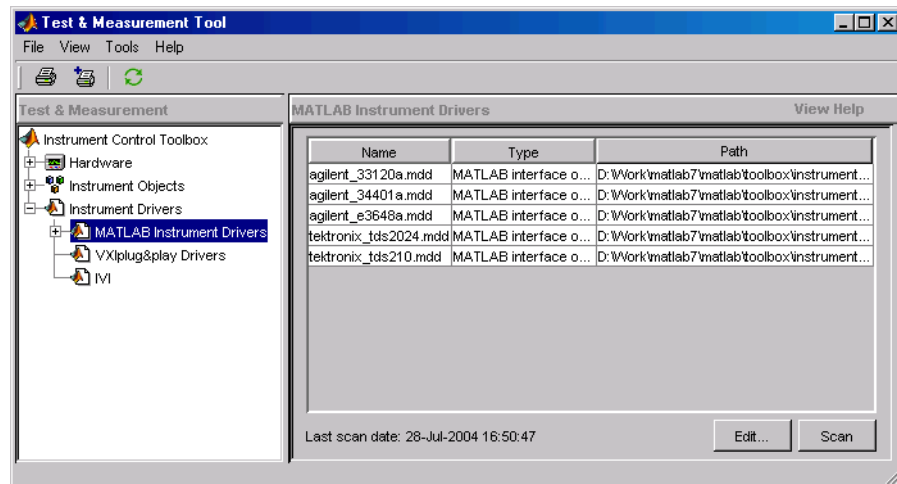 Test & Measurement Tool
File View Tools Help
Test & Measurement
MATLAB Instrument Drivers View Help
Instrument Control Toolbox
Hardware
Instrument Objects
Instrument Drivers
MATLAB Instrument Drivers
VXIplug&play Drivers
IVI
Name Type Path
agilent_33120a.mdd MATLAB interface o... D:\Work\matlab7\matlab\toolbox\instrument...
agilent_34401a.mdd MATLAB interface o... D:\Work\matlab7\matlab\toolbox\instrument...
agilent_e3648a.mdd MATLAB interface o... D:\Work\matlab7\matlab\toolbox\instrument...
tektronix_tds2024.mdd MATLAB interface o... D:\Work\matlab7\matlab\toolbox\instrument...
tektronix_tds210.mdd MATLAB interface o... D:\Work\matlab7\matlab\toolbox\instrument...
Last scan date: 28-Jul-2004 16:50:47 Edit... Scan